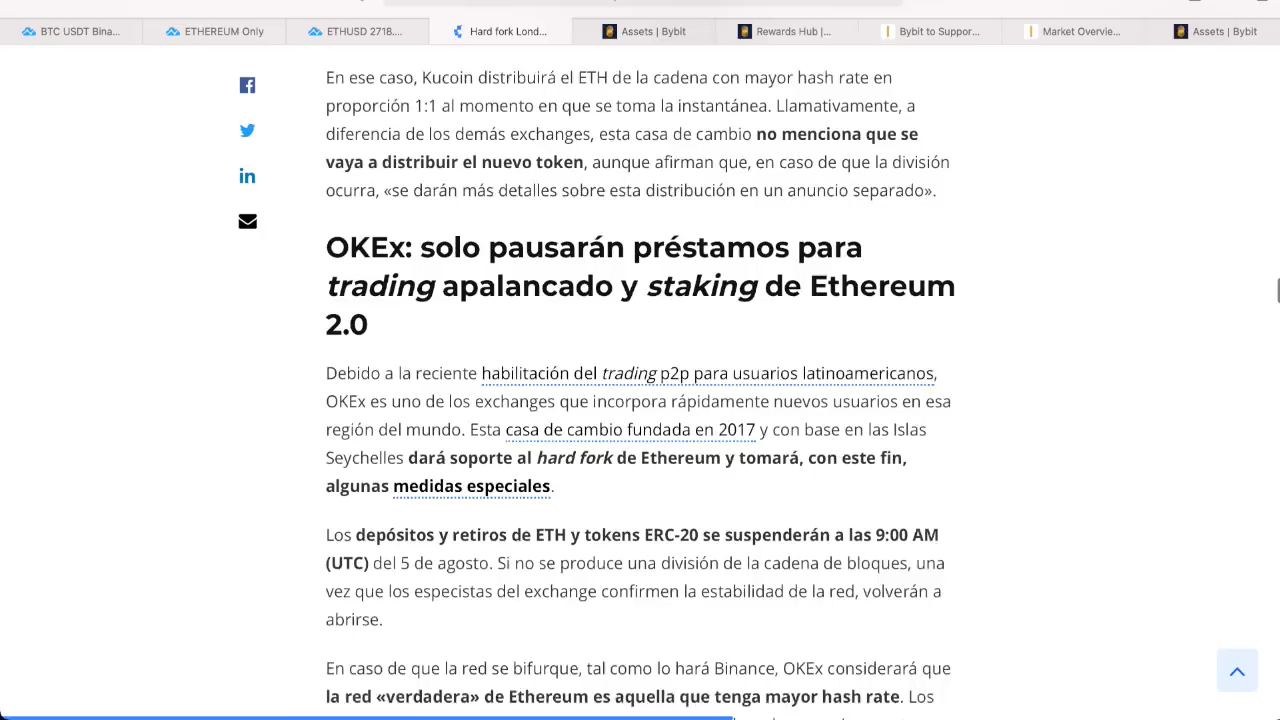 BTC USDT Bina...
ETHEREUM Only
ETHUSD 2718....
Hard fork Lond...
Assets | Bybit
Rewards Hub |...
Bybit to Suppor...
Market Overvie...
Assets | Bybit
En ese caso, Kucoin distribuirá el ETH de la cadena con mayor hash rate en
proporción 1:1 al momento en que se toma la instantánea. Llamativamente, a
diferencia de los demás exchanges, esta casa de cambio no menciona que se
vaya a distribuir el nuevo token, aunque afirman que, en caso de que la división
ocurra, «se darán más detalles sobre esta distribución en un anuncio separado».
OKEx: solo pausarán préstamos para
trading apalancado y staking de Ethereum
2.0
Debido a la reciente habilitación del trading p2p para usuarios latinoamericanos,
OKEx es uno de los exchanges que incorpora rápidamente nuevos usuarios en esa
región del mundo. Esta casa de cambio fundada en 2017 y con base en las Islas
Seychelles dará soporte al hard fork de Ethereum y tomará, con este fin,
algunas medidas especiales.
Los depósitos y retiros de ETH y tokens ERC-20 se suspenderán a las 9:00 AM
(UTC) del 5 de agosto. Si no se produce una división de la cadena de bloques, una
vez que los especistas del exchange confirmen la estabilidad de la red, volverán a
abrirse.
En caso de que la red se bifurque, tal como lo hará Binance, OKEx considerará que
la red «verdadera» de Ethereum es aquella que tenga mayor hash rate. Los